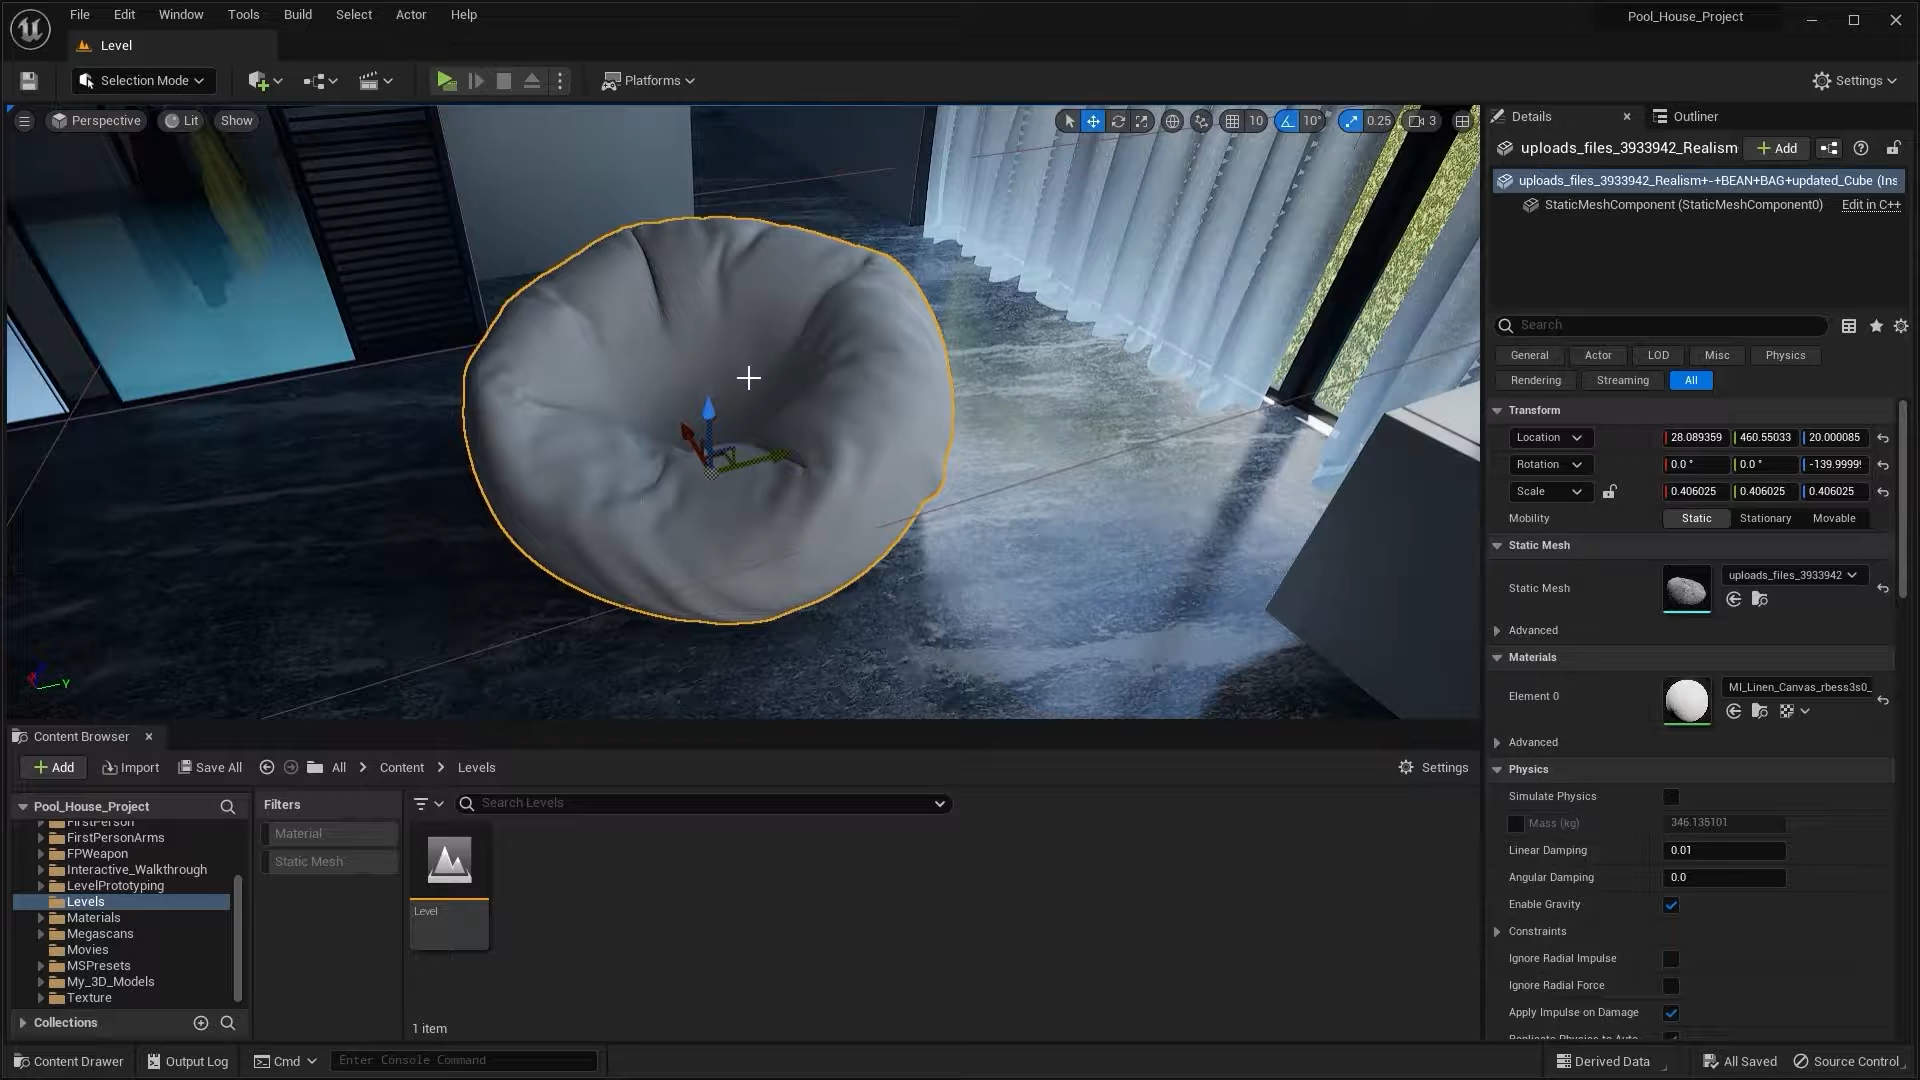 File Edit Window Tools Build Select Actor Help
Pool_House_Project
Level
Selection Mode
Platforms
Settings
Perspective
Lit
Show
10
10°
0.25
3
Details
Outliner
uploads_files_3933942_Realism
Add
uploads_files_3933942_Realism+-+BEAN+BAG+updated_Cube (Ins
StaticMeshComponent (StaticMeshComponent0)
Edit in C++
Search
General Actor LOD Misc Physics
Rendering Streaming All
Transform
Location 28.089359 460.55033 20.000085
Rotation 0.0 ° 0.0 ° -139.9999
Scale 0.406025 0.406025 0.406025
Mobility Static Stationary Movable
Static Mesh
Static Mesh uploads_files_3933942
Advanced
Materials
Element 0 MI_Linen_Canvas_rbess3s0_
Advanced
Physics
Simulate Physics
Mass (kg) 346.135101
Linear Damping 0.01
Angular Damping 0.0
Enable Gravity
Constraints
Ignore Radial Impulse
Ignore Radial Force
Apply Impulse on Damage
X Y
Content Browser
Add Import Save All All Content Levels
Settings
Pool_House_Project
FirstPerson
FirstPersonArms
FPWeapon
Interactive_Walkthrough
LevelPrototyping
Levels
Materials
Megascans
Movies
MSPresets
My_3D_Models
Texture
Collections
Filters
Material
Static Mesh
Search Levels
Level
1 item
Content Drawer
Output Log
Cmd
Enter Console Command
Derived Data
All Saved
Source Control